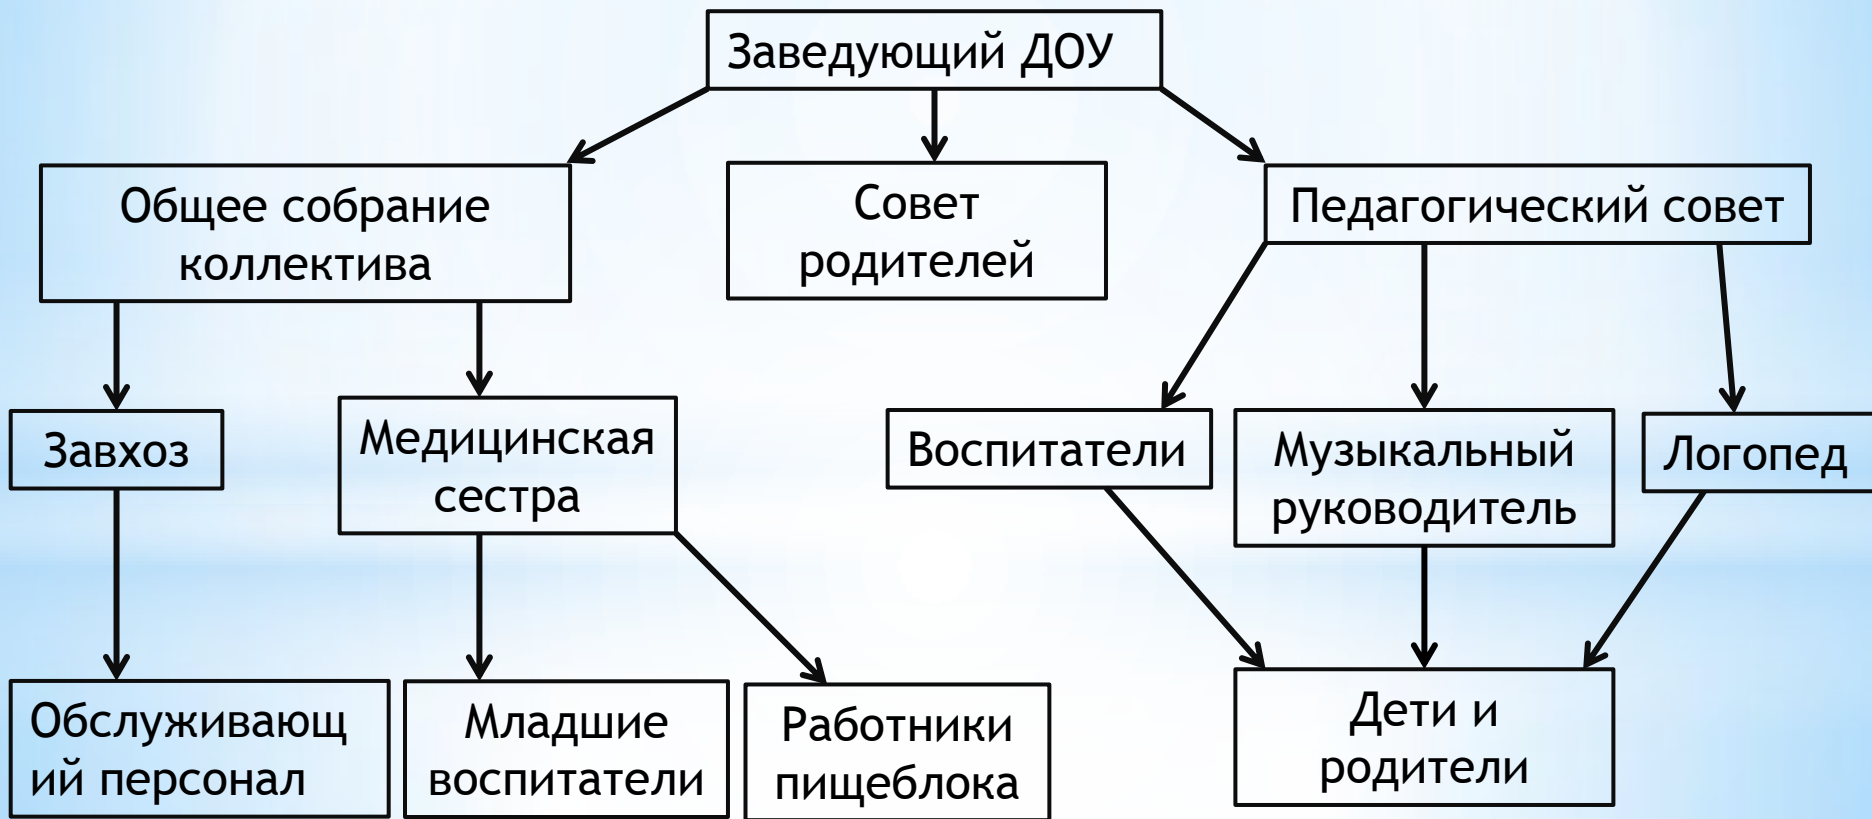 Заведующий ДОУ
Общее собрание
коллектива
Совет
родителей
Педагогический совет
Завхоз
Медицинская
сестра
Воспитатели
Музыкальный
руководитель
Логопед
Обслуживающ
ий персонал
Младшие
воспитатели
Работники
пищеблока
Дети и
родители